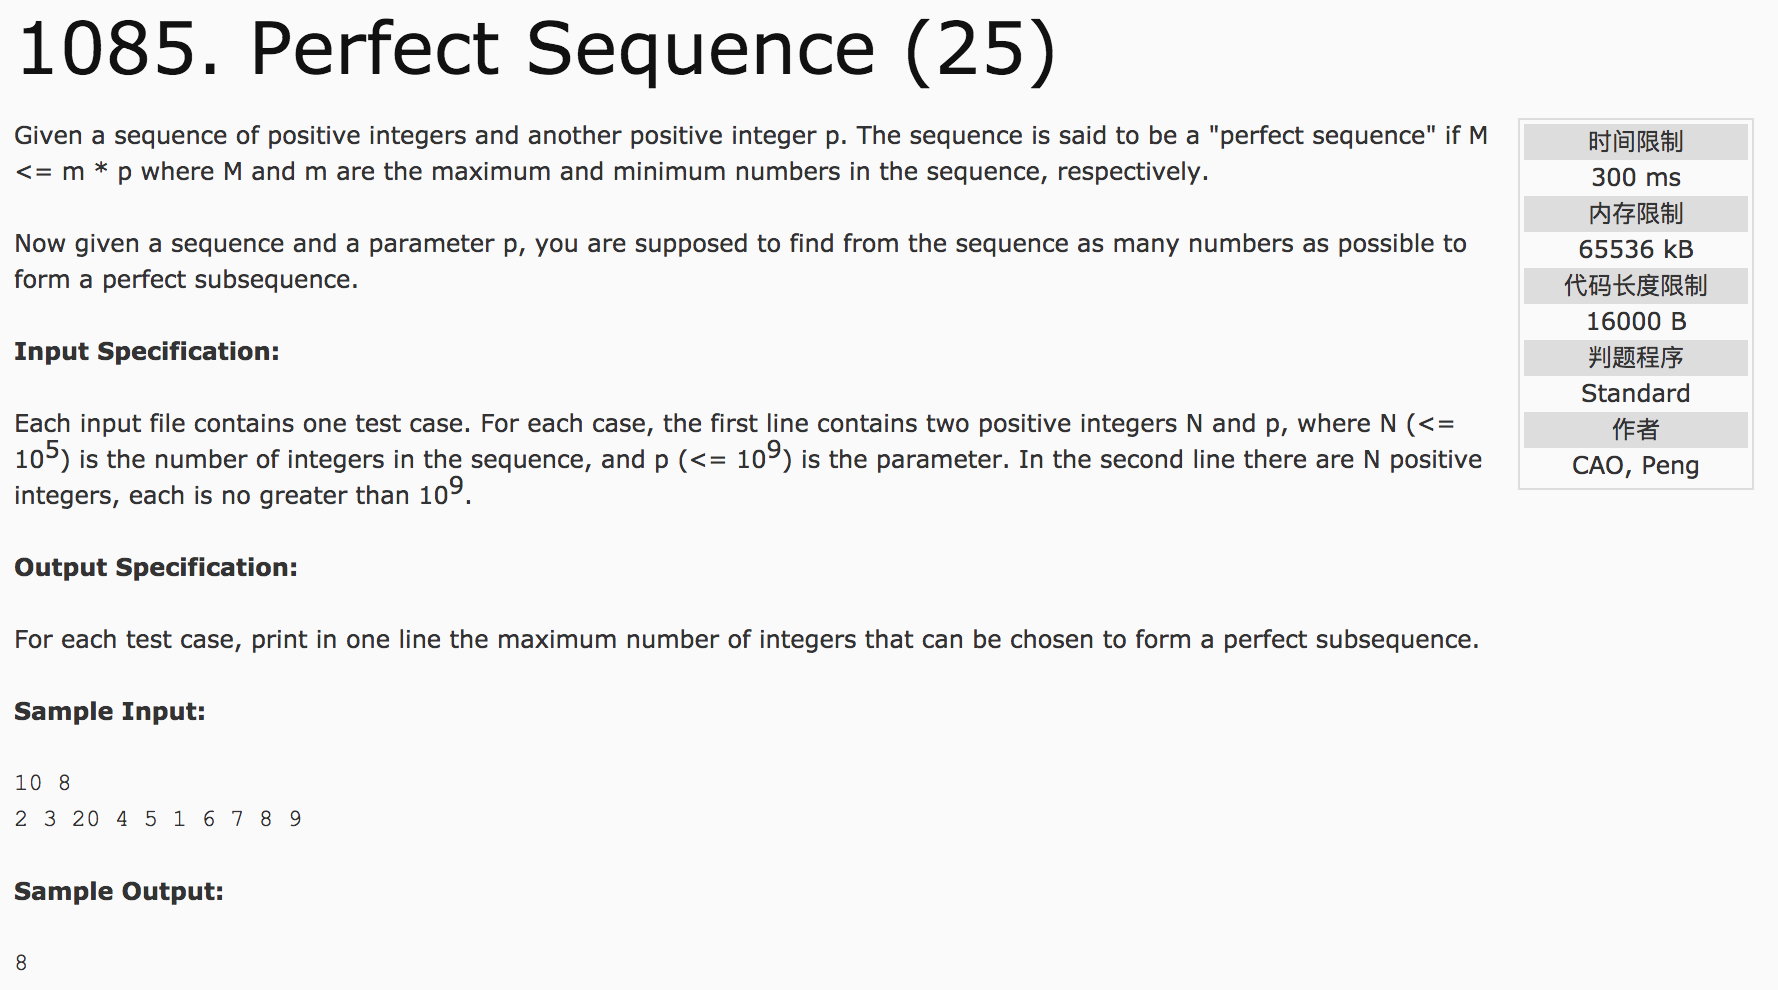 1085. Perfect Sequence (25)
Given a sequence of positive integers and another positive integer p. The sequence is said to be a "perfect sequence" if M
<= m * p where M and m are the maximum and minimum numbers in the sequence, respectively.
Now given a sequence and a parameter p, you are supposed to find from the sequence as many numbers as possible to
form a perfect subsequence.
Input Specification:
Each input file contains one test case. For each case, the first line contains two positive integers N and p, where N (<=
10⁵) is the number of integers in the sequence, and p (<= 10⁹) is the parameter. In the second line there are N positive
integers, each is no greater than 10⁹.
Output Specification:
For each test case, print in one line the maximum number of integers that can be chosen to form a perfect subsequence.
Sample Input:
10 8
2 3 20 4 5 1 6 7 8 9
Sample Output:
8
时间限制
300 ms
内存限制
65536 kB
代码长度限制
16000 B
判题程序
Standard
作者
CAO, Peng